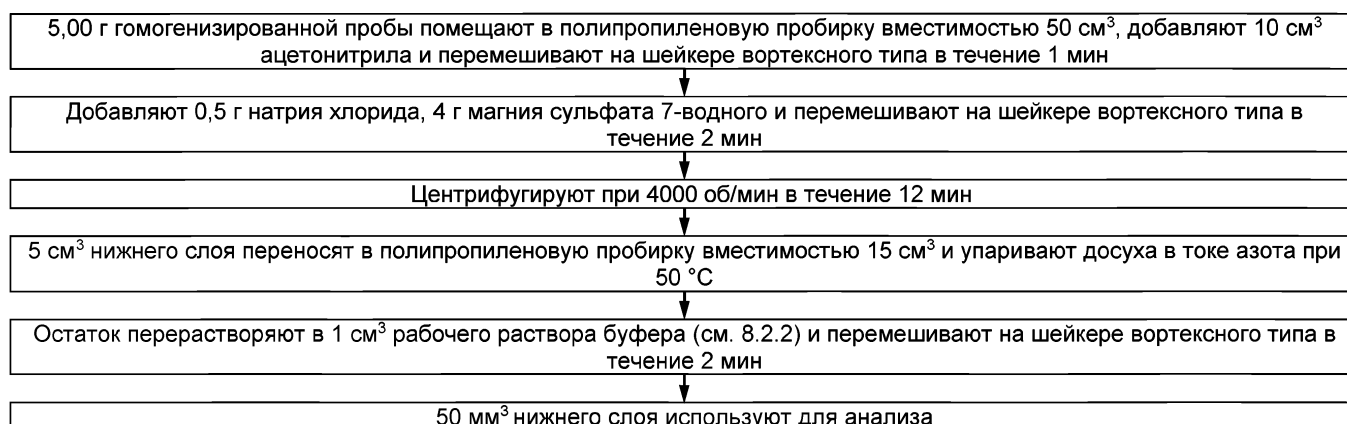 5,00 г гомогенизированной пробы помещают в полипропиленовую пробирку вместимостью 50 см³, добавляют 10 см³
ацетонитрила и перемешивают на шейкере вортексного типа в течение 1 мин
Добавляют 0,5 г натрия хлорида, 4 г магния сульфата 7-водного и перемешивают на шейкере вортексного типа в
течение 2 мин
Центрифугируют при 4000 об/мин в течение 12 мин
5 см³ нижнего слоя переносят в полипропиленовую пробирку вместимостью 15 см³ и упаривают досуха в токе азота при
50 °C
Остаток перерастворяют в 1 см³ рабочего раствора буфера (см. 8.2.2) и перемешивают на шейкере вортексного типа в
течение 2 мин
50 мм³ нижнего слоя используют для анализа